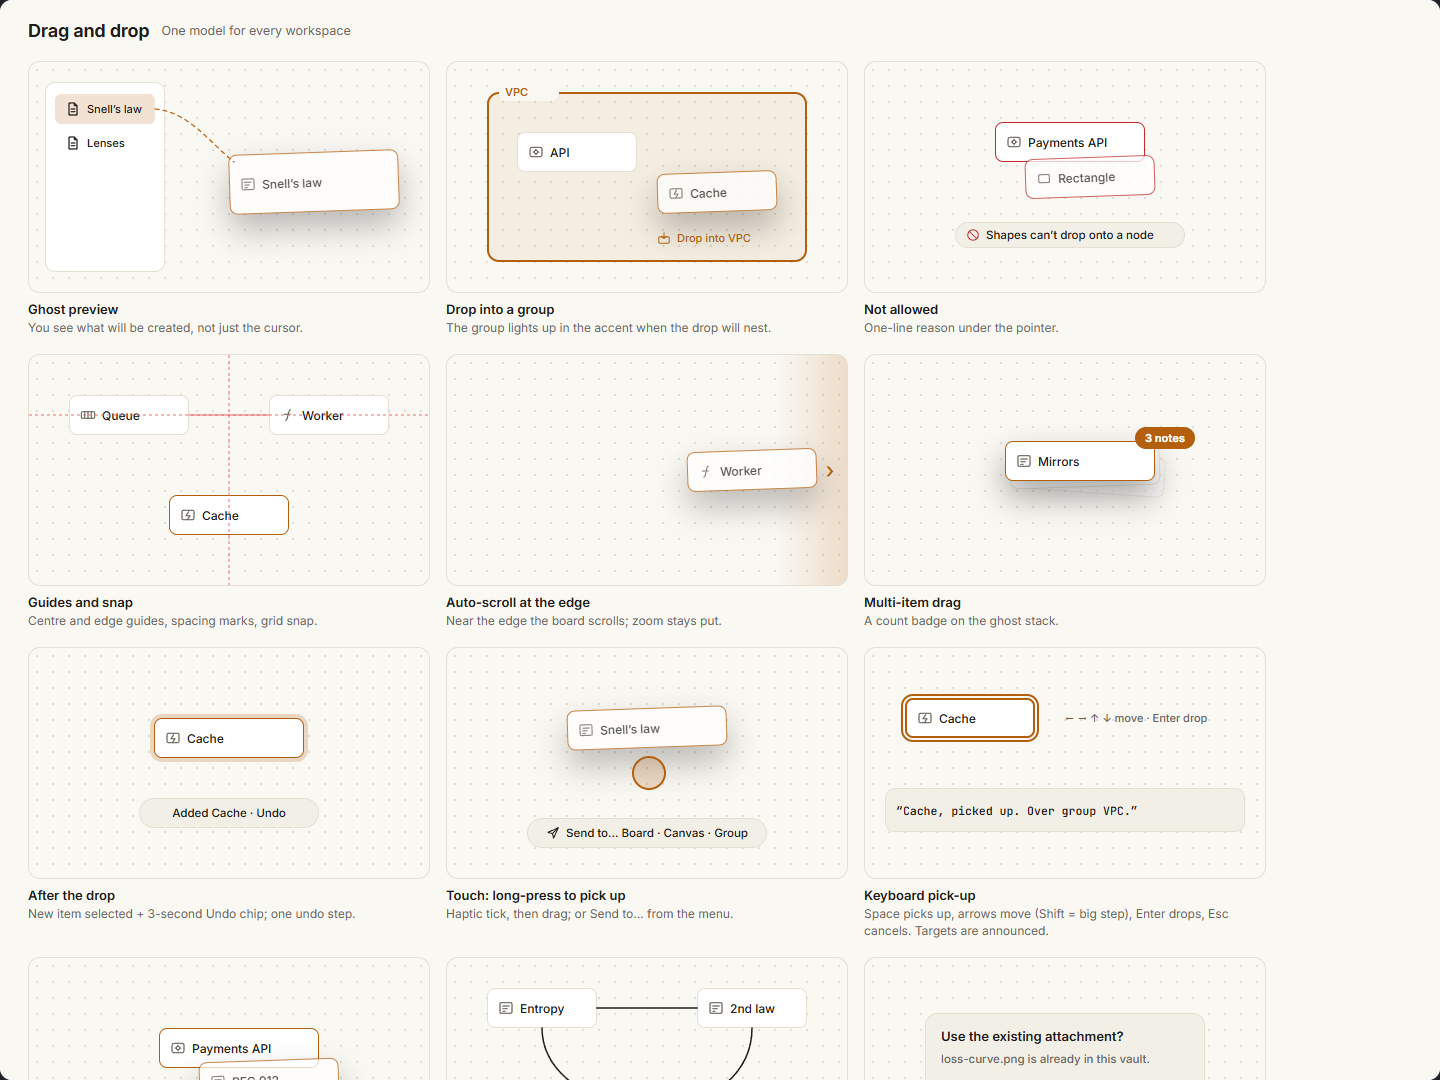 Drag and drop One model for every workspace
Snell’s law
Lenses
Snell’s law
VPC
API
Cache
Drop into VPC
Payments API
Rectangle
Shapes can’t drop onto a node
Ghost preview
You see what will be created, not just the cursor.
Drop into a group
The group lights up in the accent when the drop will nest.
Not allowed
One-line reason under the pointer.
Queue
Worker
Cache
Worker
3 notes
Mirrors
Guides and snap
Centre and edge guides, spacing marks, grid snap.
Auto-scroll at the edge
Near the edge the board scrolls; zoom stays put.
Multi-item drag
A count badge on the ghost stack.
Cache
Added Cache · Undo
Snell’s law
Send to… Board · Canvas · Group
Cache
← → ↑ ↓ move · Enter drop
“Cache, picked up. Over group VPC.”
After the drop
New item selected + 3-second Undo chip; one undo step.
Touch: long-press to pick up
Haptic tick, then drag; or Send to… from the menu.
Keyboard pick-up
Space picks up, arrows move (Shift = big step), Enter drops, Esc
cancels. Targets are announced.
Payments API
Entropy
2nd law
Use the existing attachment?
loss-curve.png is already in this vault.